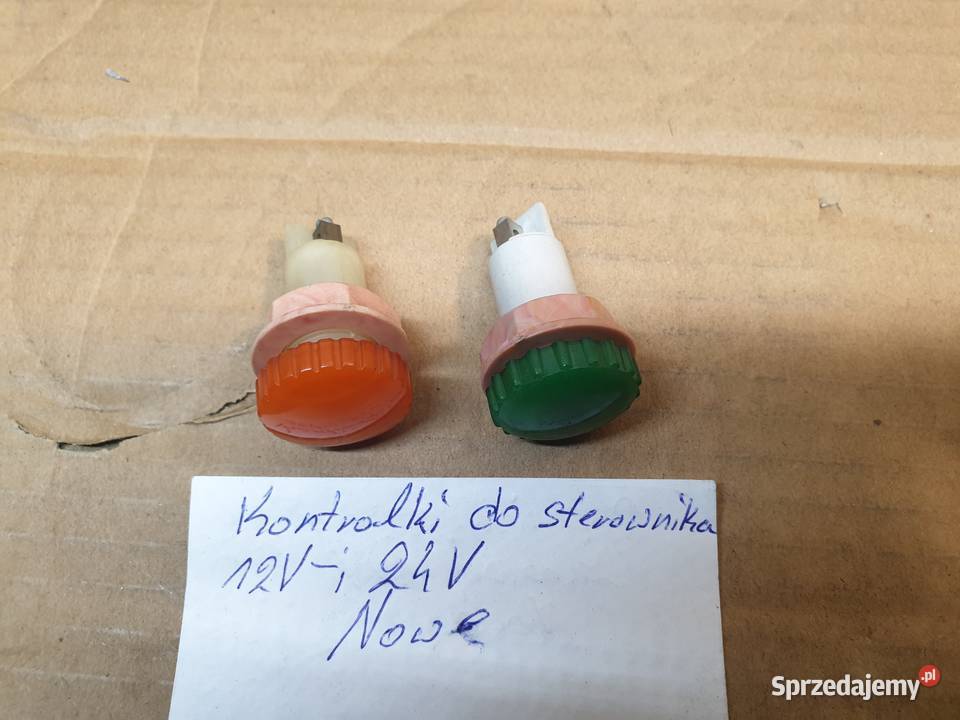 Kontrolki do sterownika
12V-i 24V
Nowe
Sprzedajemy.pl